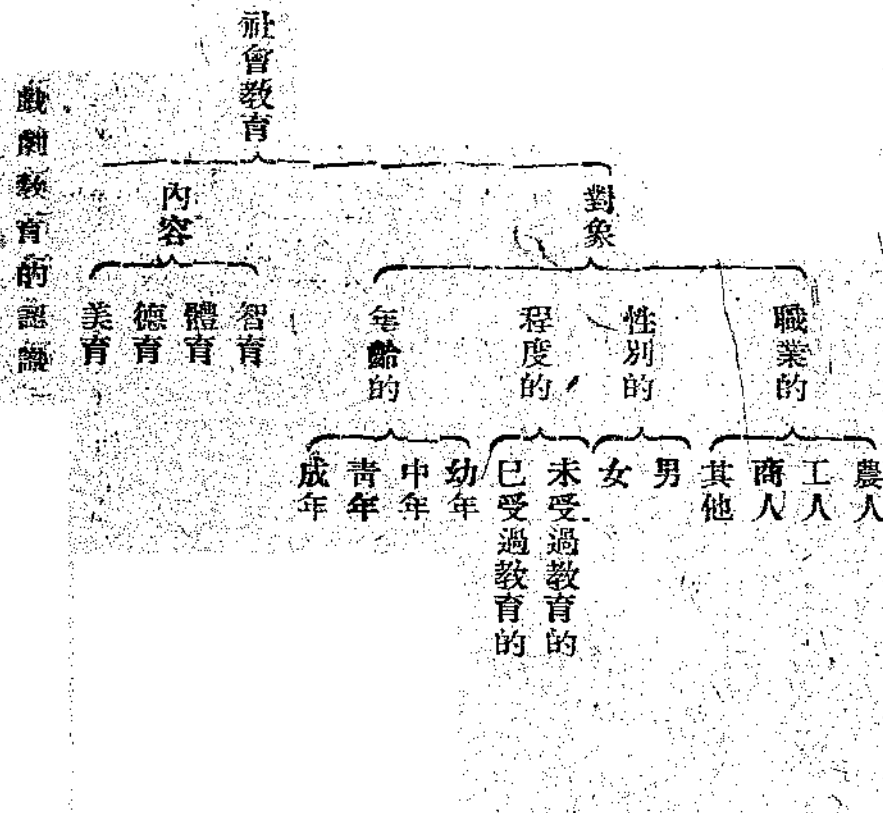 社會教育
對象
職業的
農人
工人
商人
其他
性別的
男
女
程度的
未受過教育的
已受過教育的
年齡的
幼年
中年
青年
成年
內容
智育
體育
德育
美育
戲劇教育的認識